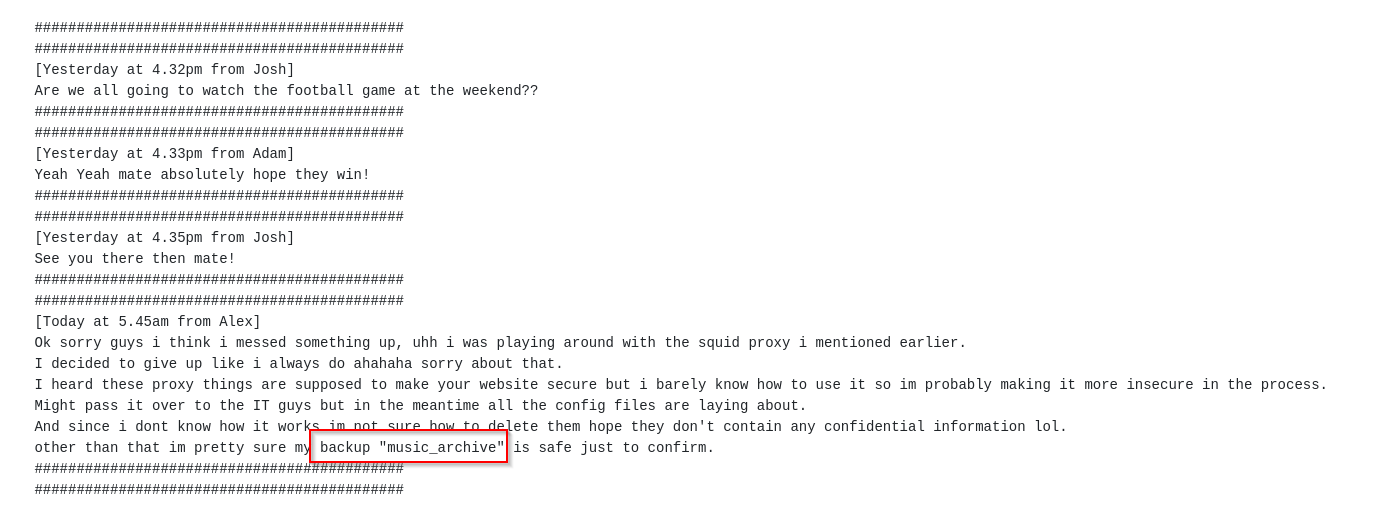 ############################################
############################################
[Yesterday at 4.32pm from Josh]
Are we all going to watch the football game at the weekend??
############################################
############################################
[Yesterday at 4.33pm from Adam]
Yeah Yeah mate absolutely hope they win!
############################################
############################################
[Yesterday at 4.35pm from Josh]
See you there then mate!
############################################
############################################
[Today at 5.45am from Alex]
Ok sorry guys i think i messed something up, uhh i was playing around with the squid proxy i mentioned earlier.
I decided to give up like i always do ahahaha sorry about that.
I heard these proxy things are supposed to make your website secure but i barely know how to use it so im probably making it more insecure in the process.
Might pass it over to the IT guys but in the meantime all the config files are laying about.
And since i dont know how it works im not sure how to delete them hope they don't contain any confidential information lol.
other than that im pretty sure my backup "music_archive" is safe just to confirm.
############################################
############################################